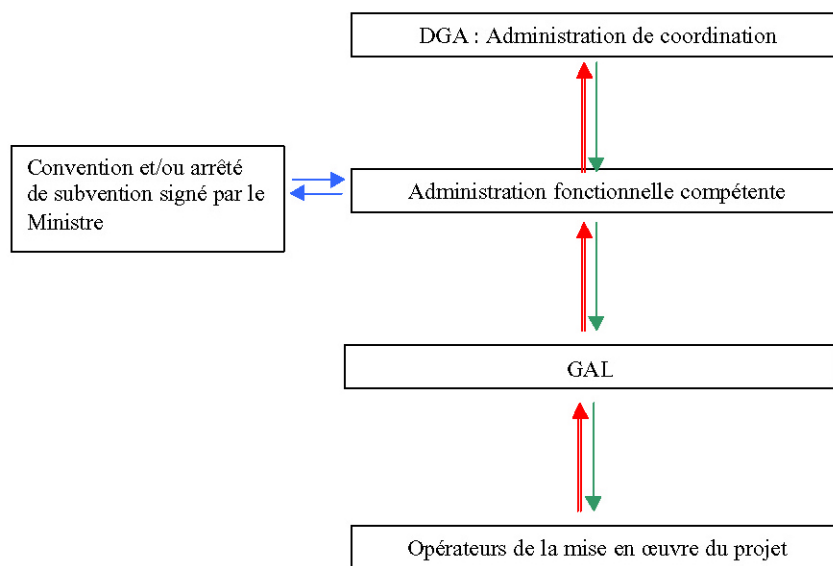 DGA : Administration de coordination
Convention et/ou arrêté
de subvention signé par le
Ministre
Administration fonctionnelle compétente
GAL
Opérateurs de la mise en œuvre du projet